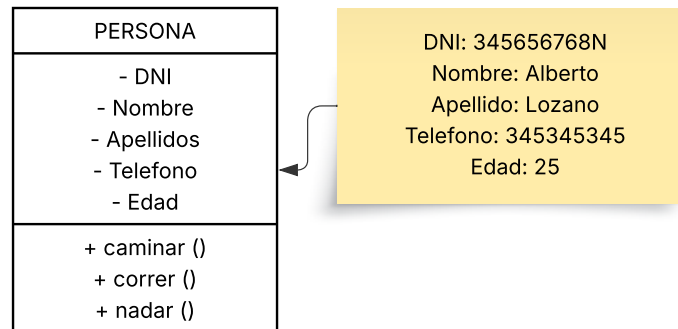 PERSONA
- DNI
- Nombre
- Apellidos
- Telefono
- Edad
+ caminar ()
+ correr ()
+ nadar ()
DNI: 345656768N
Nombre: Alberto
Apellido: Lozano
Telefono: 345345345
Edad: 25